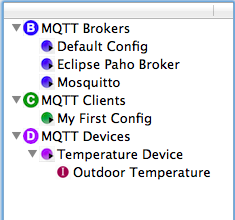 B MQTT Brokers
Default Config
Eclipse Paho Broker
Mosquitto
C MQTT Clients
My First Config
D MQTT Devices
Temperature Device
I Outdoor Temperature